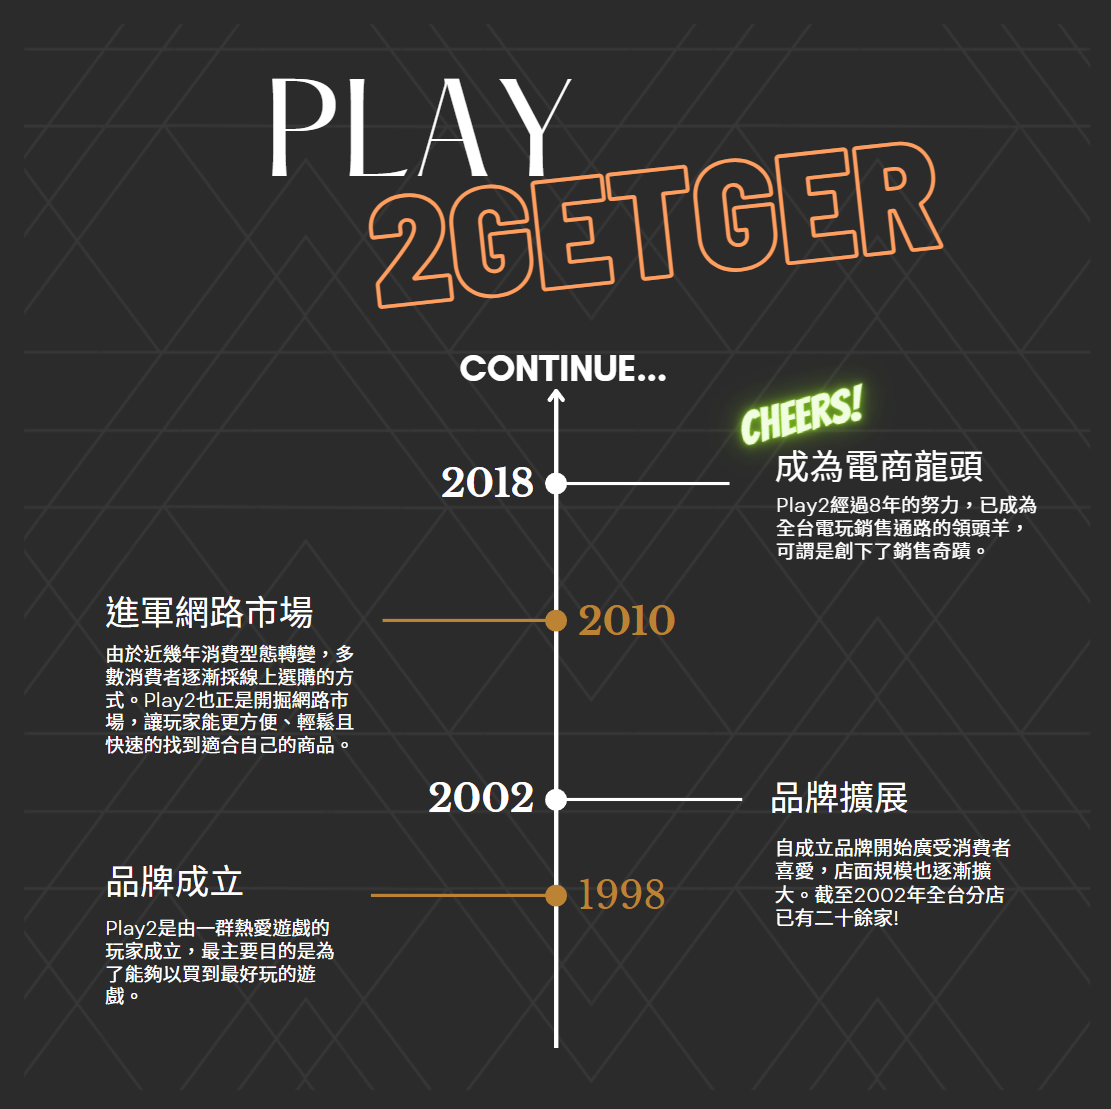 PLAY
2GETGER
CONTINUE...
CHEERS!
2018
成為電商龍頭
Play2經過8年的努力，已成為
全台電玩銷售通路的領頭羊，
可謂是創下了銷售奇蹟。
進軍網路市場
2010
由於近幾年消費型態轉變，多
數消費者逐漸採線上選購的方
式。Play2也正是開掘網路市
場，讓玩家能更方便、輕鬆且
快速的找到適合自己的商品。
2002
品牌擴展
自成立品牌開始廣受消費者
喜愛，店面規模也逐漸擴
大。截至2002年全台分店
已有二十餘家!
品牌成立
1998
Play2是由一群熱愛遊戲的
玩家成立，最主要目的是為
了能夠以買到最好玩的遊
戲。